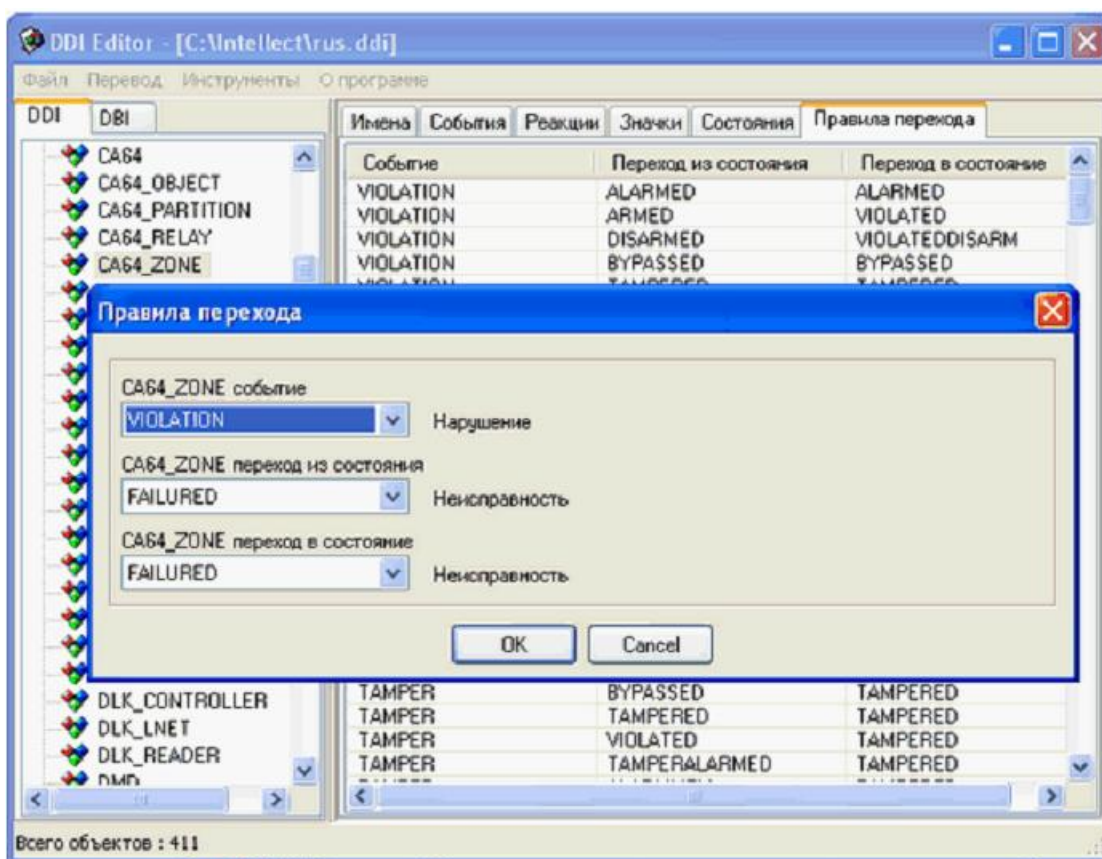 DDI Editor - [C:\Intellect\rus.ddi]
Файл Перевод Инструменты О программе
DDI DBI
Имена События Реакции Значки Состояния Правила перехода
CA64
CA64_OBJECT
CA64_PARTITION
CA64_RELAY
CA64_ZONE
Событие Переход из состояния Переход в состояние
VIOLATION ALARMED ALARMED
VIOLATION ARMED VIOLATED
VIOLATION DISARMED VIOLATEDDISARM
VIOLATION BYPASSED BYPASSED
VIOLATION TAMPERED TAMPERED
Правила перехода
CA64_ZONE событие
VIOLATION Нарушение
CA64_ZONE переход из состояния
FAILURED Неисправность
CA64_ZONE переход в состояние
FAILURED Неисправность
OK Cancel
DLK_CONTROLLER
DLK_LNET
DLK_READER
DMD
TAMPER BYPASSED TAMPERED
TAMPER TAMPERED TAMPERED
TAMPER VIOLATED TAMPERED
TAMPER TAMPERALARMED TAMPERED
Всего объектов : 411